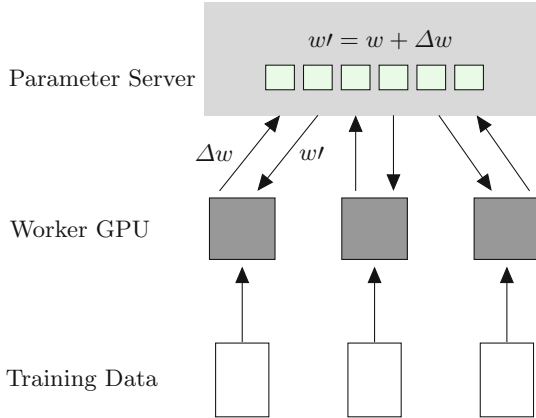 w′ = w + Δw
Parameter Server
Δw
w′
Worker GPU
Training Data